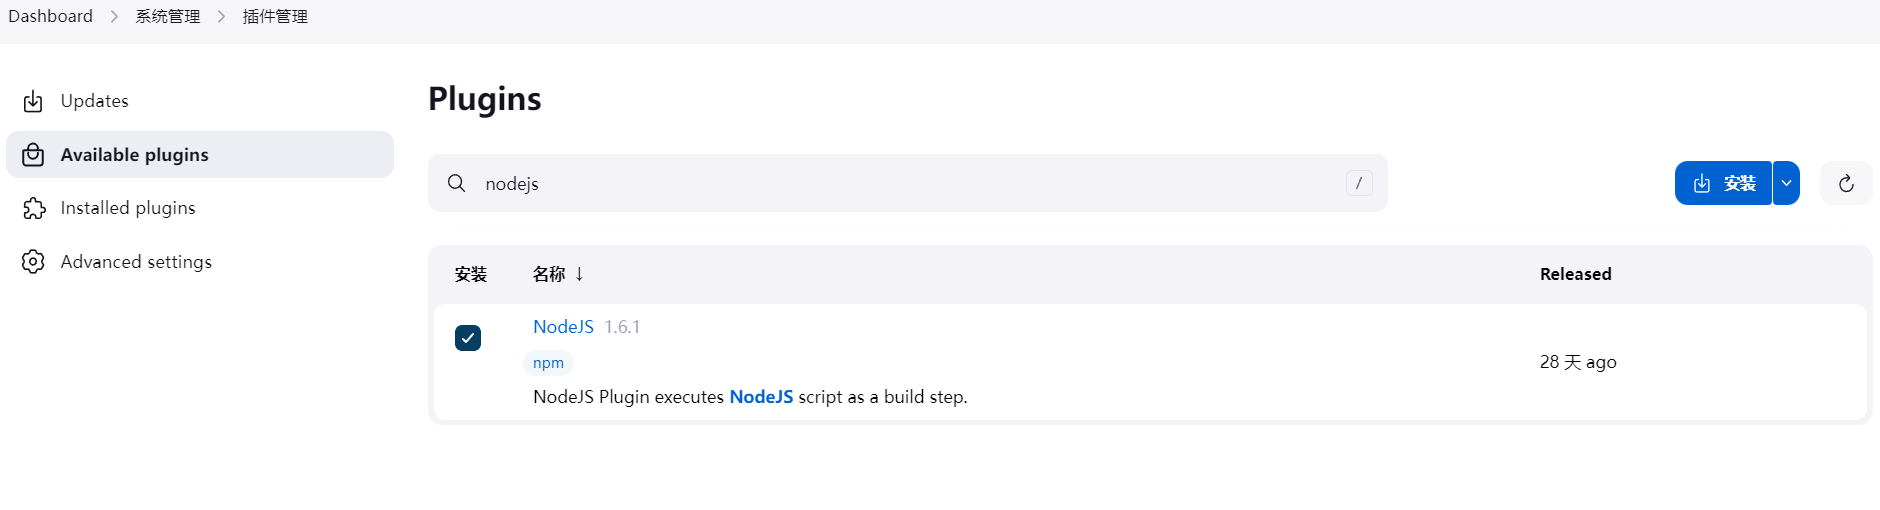 Dashboard > 系统管理 > 插件管理
Updates
Available plugins
Installed plugins
Advanced settings
Plugins
nodejs /
安装
安装 名称 ↓ Released
NodeJS 1.6.1
npm
28 天 ago
NodeJS Plugin executes NodeJS script as a build step.